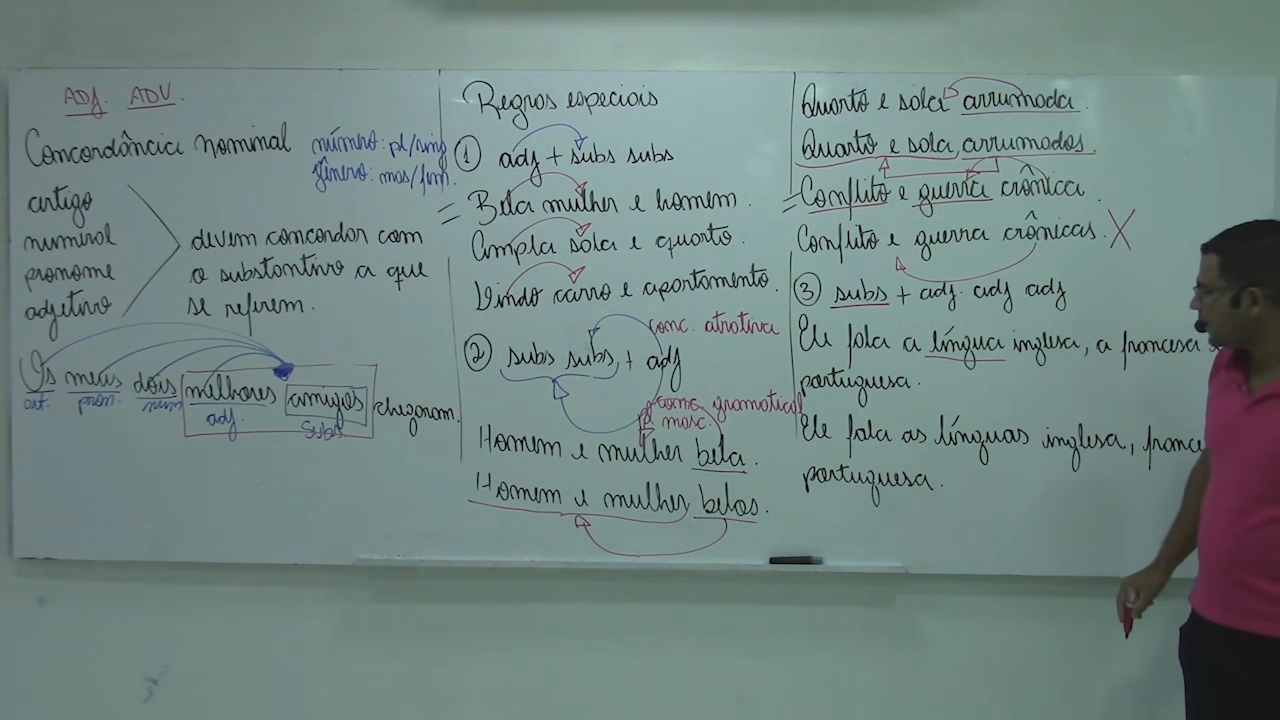 ADJ. ADV.
Concordância nominal
número: pl/sing
gênero: mas/fem.
artigo
numeral
pronome
adjetivo
devem concordar com
o substantivo a que
se referem.
Os meus dois melhores amigos chegaram.
art. pron. num adj. Subs.
Regras especiais
1 adj + subs subs
Bela mulher e homem.
Ampla sala e quarto.
Lindo carro e apartamento.
conc. atrativa
2 subs subs, + adj
conc gramatical
masc.
Homem e mulher bela.
Homem e mulher belos.
Quarto e sala arrumada.
Quarto e sala arrumados.
Conflito e guerra crônica.
Conflito e guerra crônicas. X
3 subs + adj. adj adj
Ele fala a língua inglesa, a francesa
portuguesa.
Ele fala as línguas inglesa, france
portuguesa.